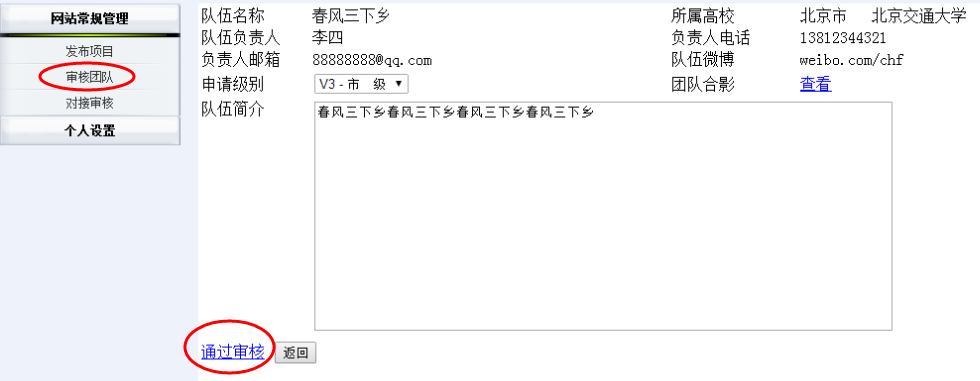 网站常规管理
发布项目
审核团队
对接审核
个人设置
队伍名称 春风三下乡 所属高校 北京市 北京交通大学
队伍负责人 李四 负责人电话 13812344321
负责人邮箱 88888888@qq.com 队伍微博 weibo.com/chf
申请级别 V3 - 市 级 团队合影 查看
队伍简介 春风三下乡春风三下乡春风三下乡春风三下乡
通过审核 返回